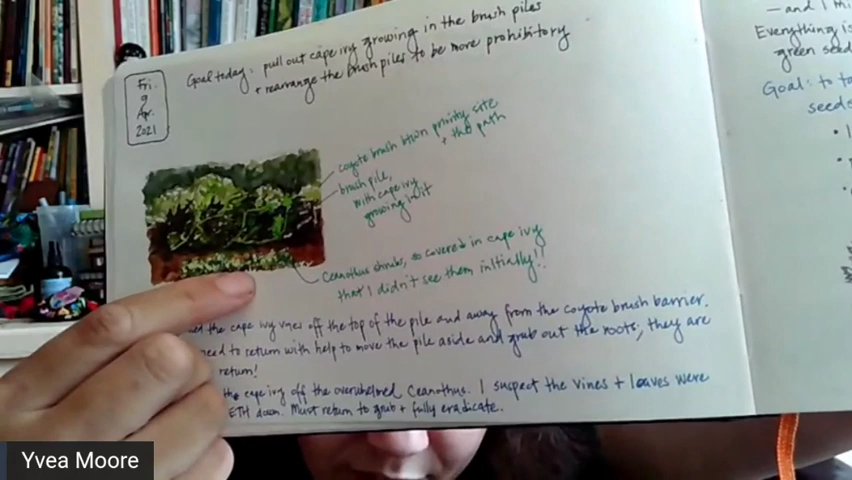 Fri.
9
Apr.
2021
Goal today: pull out cape ivy growing in the brush piles
+ rearrange the brush piles to be more prohibitory
coyote brush btwn priority site
+ the path
brush pile,
with cape ivy
growing in it
Ceanothus shrubs, so covered in cape ivy
that I didn't see them initially!!
the cape ivy vines off the top of the pile and away from the coyote brush barrier.
need to return with help to move the pile aside and grub out the roots; they are
return!
the cape ivy off the overwhelmed Ceanothus. I suspect the vines + leaves were
down. Must return to grub + fully eradicate.
Everything is
green seed
Goal: to
seeds
Yvea Moore